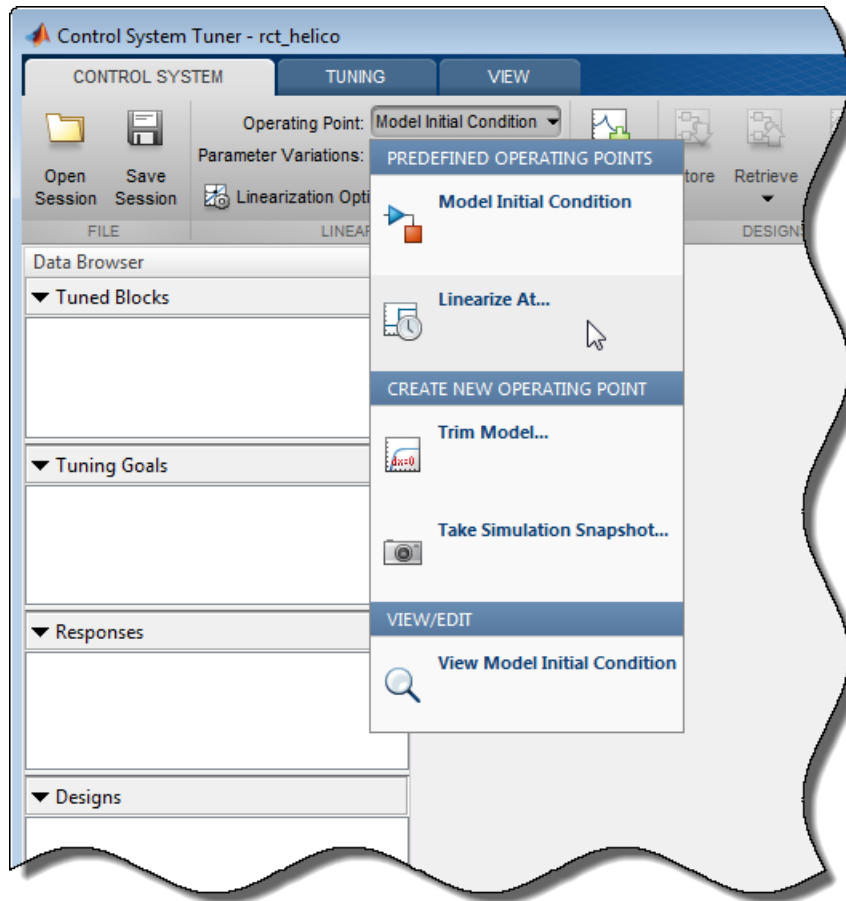 Control System Tuner - rct_helico
CONTROL SYSTEM TUNING VIEW
Operating Point: Model Initial Condition
Parameter Variations:
Open Session
Save Session
Linearization Opti
Retrieve
FILE
DESIGN
PREDEFINED OPERATING POINTS
Model Initial Condition
Linearize At...
CREATE NEW OPERATING POINT
Trim Model...
dx=0
Take Simulation Snapshot...
VIEW/EDIT
View Model Initial Condition
Data Browser
Tuned Blocks
Tuning Goals
Responses
Designs